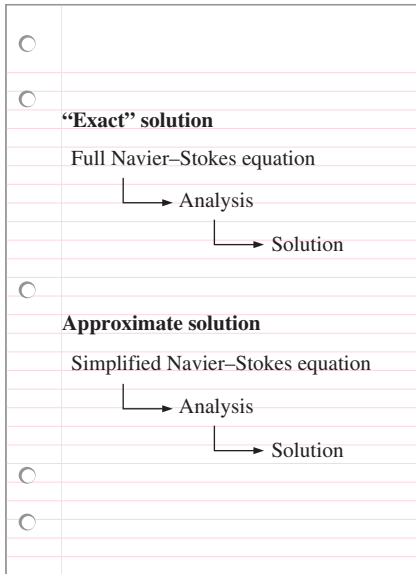 “Exact” solution
Full Navier–Stokes equation
Analysis
Solution
Approximate solution
Simplified Navier–Stokes equation
Analysis
Solution